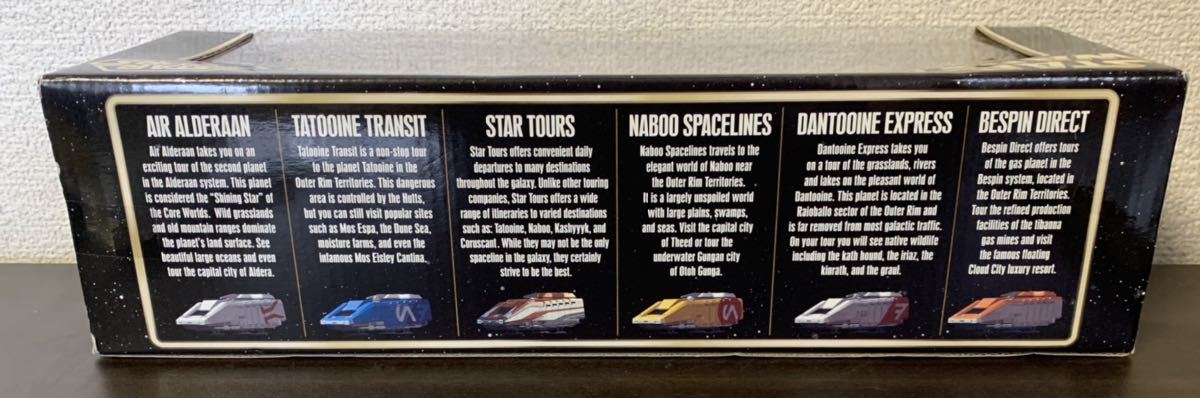 AIR ALDERAAN
Air Alderaan takes you on an
exciting tour of the second planet
in the Alderaan system. This planet
is considered the "Shining Star" of
the Core Worlds. Wild grasslands
and old mountain ranges dominate
the planet's land surface. See
beautiful large oceans and even
tour the capital city of Aldera.
TATOOINE TRANSIT
Tatooine Transit is a non-stop tour
to the planet Tatooine in the
Outer Rim Territories. This dangerous
area is controlled by the Hutts,
but you can still visit popular sites
such as Mos Espa, the Dune Sea,
moisture farms, and even the
infamous Mos Eisley Cantina.
STAR TOURS
Star Tours offers convenient daily
departures to many destinations
throughout the galaxy. Unlike other touring
companies, Star Tours offers a wide
range of itineraries to varied destinations
such as: Tatooine, Naboo, Kashyyyk, and
Coruscant. While they may not be the only
spaceline in the galaxy, they certainly
strive to be the best.
NABOO SPACELINES
Naboo Spacelines travels to the
elegant world of Naboo near
the Outer Rim Territories.
It is a largely unspoiled world
with large plains, swamps,
and seas. Visit the capital city
of Theed or tour the
underwater Gungan city
of Otoh Gunga.
DANTOOINE EXPRESS
Dantooine Express takes you
on a tour of the grasslands, rivers
and lakes on the pleasant world of
Dantooine. This planet is located in the
Raioballo sector of the Outer Rim and
is far removed from most galactic traffic.
On your tour you will see native wildlife
including the kath hound, the iriaz, the
kinrath, and the graul.
BESPIN DIRECT
Bespin Direct offers tours
of the gas planet in the
Bespin system, located in
the Outer Rim Territories.
Tour the refined production
facilities of the tibanna
gas mines and visit
the famous floating
Cloud City luxury resort.